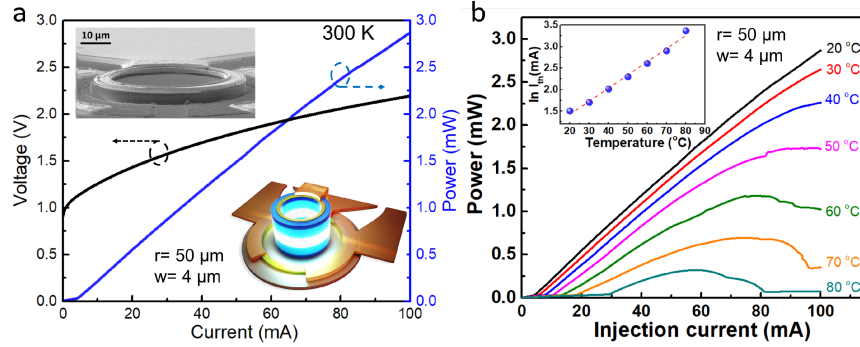 a
10 µm
300 K
r= 50 µm
w= 4 µm
Voltage (V)
3.0
2.5
2.0
1.5
1.0
0.5
0.0
Power (mW)
3.0
2.5
2.0
1.5
1.0
0.5
0.0
0
20
40
60
80
100
Current (mA)
b
r= 50 µm
w= 4 µm
ln Ith(mA)
3.5
3.0
2.5
2.0
1.5
20 30 40 50 60 70 80 90
Temperature (°C)
20 °C
30 °C
40 °C
50 °C
60 °C
70 °C
80 °C
Power (mW)
3.0
2.5
2.0
1.5
1.0
0.5
0.0
0
20
40
60
80
100
Injection current (mA)